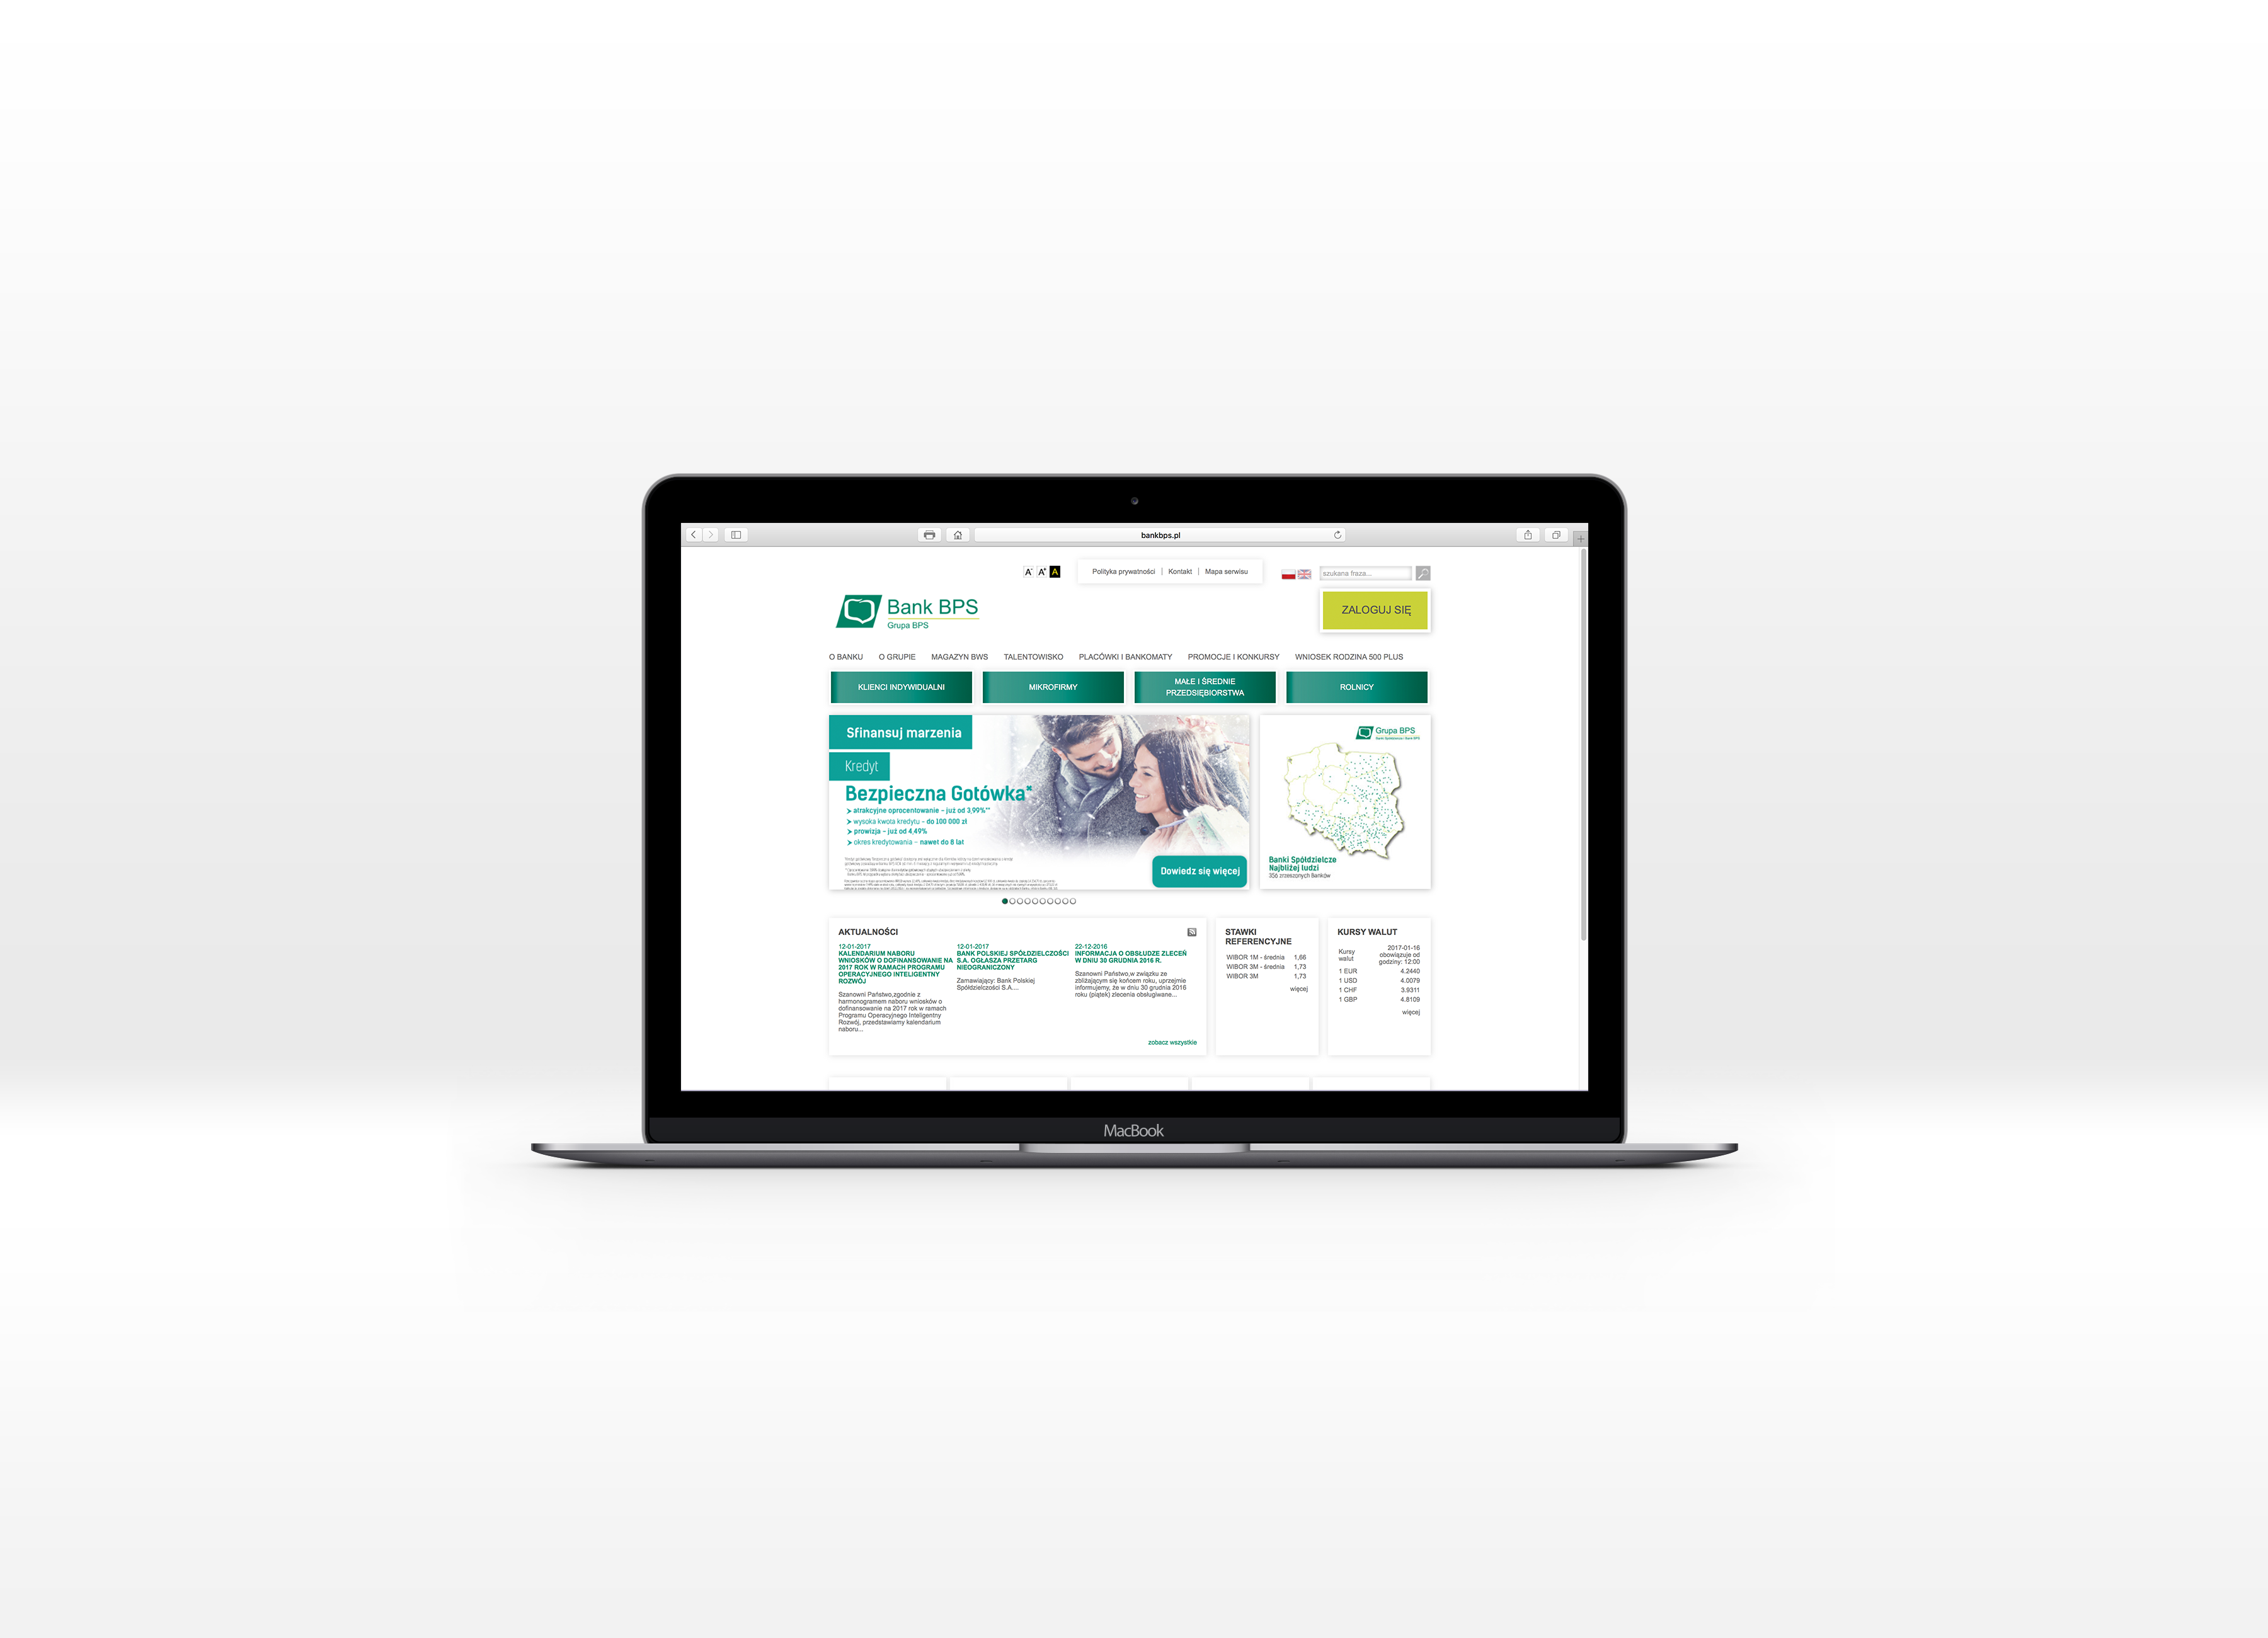 bankbps.pl
A- A+ A
Polityka prywatności | Kontakt | Mapa serwisu
szukana fraza...
Bank BPS
Grupa BPS
ZALOGUJ SIĘ
O BANKU O GRUPIE MAGAZYN BWS TALENTOWISKO PLACÓWKI I BANKOMATY PROMOCJE I KONKURSY WNIOSEK RODZINA 500 PLUS
KLIENCI INDYWIDUALNI
MIKROFIRMY
MAŁE I ŚREDNIE
PRZEDSIĘBIORSTWA
ROLNICY
Sfinansuj marzenia
Kredyt
Bezpieczna Gotówka*
atrakcyjne oprocentowanie - już od 3,99%**
wysoka kwota kredytu - do 100 000 zł
prowizja - już od 4,49%
okres kredytowania - nawet do 8 lat
Dowiedz się więcej
Grupa BPS
Banki Spółdzielcze
Najbliżej ludzi
356 zrzeszonych Banków
AKTUALNOŚCI
12-01-2017
KALENDARIUM NABORU
WNIOSKÓW O DOFINANSOWANIE NA
2017 ROK W RAMACH PROGRAMU
OPERACYJNEGO INTELIGENTNY
ROZWÓJ
Szanowni Państwo,zgodnie z
harmonogramem naboru wniosków o
dofinansowanie na 2017 rok w ramach
Programu Operacyjnego Inteligentny
Rozwój, przedstawiamy kalendarium
naboru...
12-01-2017
BANK POLSKIEJ SPÓŁDZIELCZOŚCI
S.A. OGŁASZA PRZETARG
NIEOGRANICZONY
Zamawiający: Bank Polskiej
Spółdzielczości S.A....
22-12-2016
INFORMACJA O OBSŁUDZE ZLECEŃ
W DNIU 30 GRUDNIA 2016 R.
Szanowni Państwo,w związku ze
zbliżającym się końcem roku, uprzejmie
informujemy, że w dniu 30 grudnia 2016
roku (piątek) zlecenia obsługiwane...
zobacz wszystkie
STAWKI
REFERENCYJNE
WIBOR 1M - średnia 1,66
WIBOR 3M - średnia 1,73
WIBOR 3M 1,73
więcej
KURSY WALUT
Kursy
walut
2017-01-16
obowiązuje od
godziny: 12:00
1 EUR 4.2440
1 USD 4.0079
1 CHF 3.9311
1 GBP 4.8109
więcej
MacBook